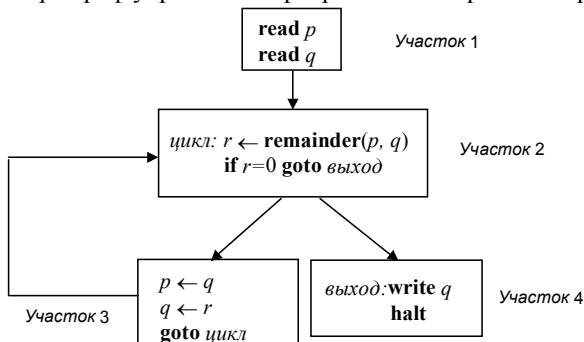 read p
read q
Участок 1
цикл: r ← remainder(p, q)
if r=0 goto выход
Участок 2
p ← q
q ← r
goto цикл
Участок 3
выход:write q
halt
Участок 4